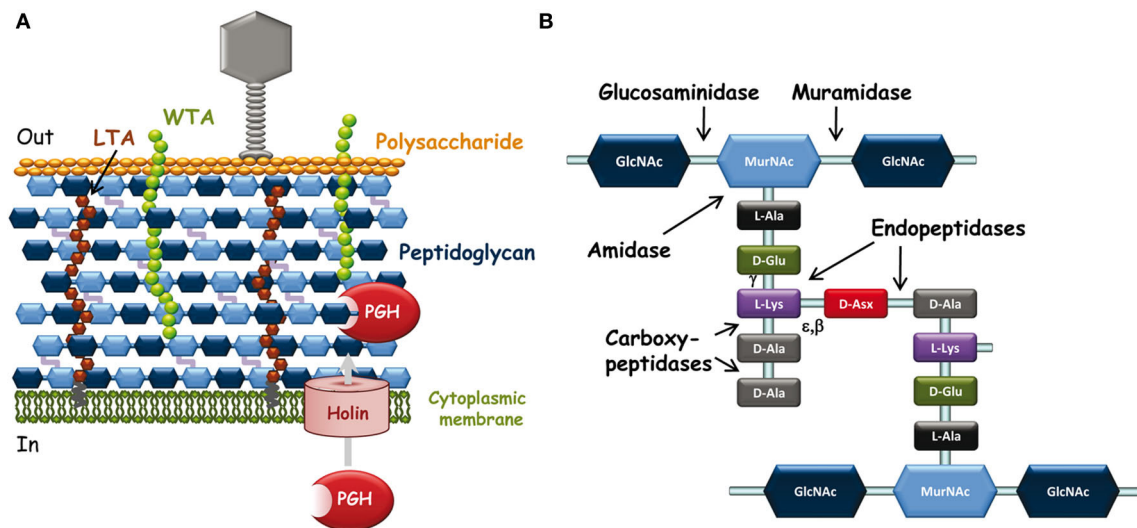 A
Out
LTA
WTA
Polysaccharide
Peptidoglycan
PGH
Cytoplasmic
membrane
Holin
In
PGH
B
Glucosaminidase
Muramidase
GlcNAc
MurNAc
GlcNAc
L-Ala
Amidase
Endopeptidases
D-Glu
γ
L-Lys
D-Asx
D-Ala
ε,β
Carboxy-
peptidases
D-Ala
L-Lys
D-Ala
D-Glu
L-Ala
GlcNAc
MurNAc
GlcNAc